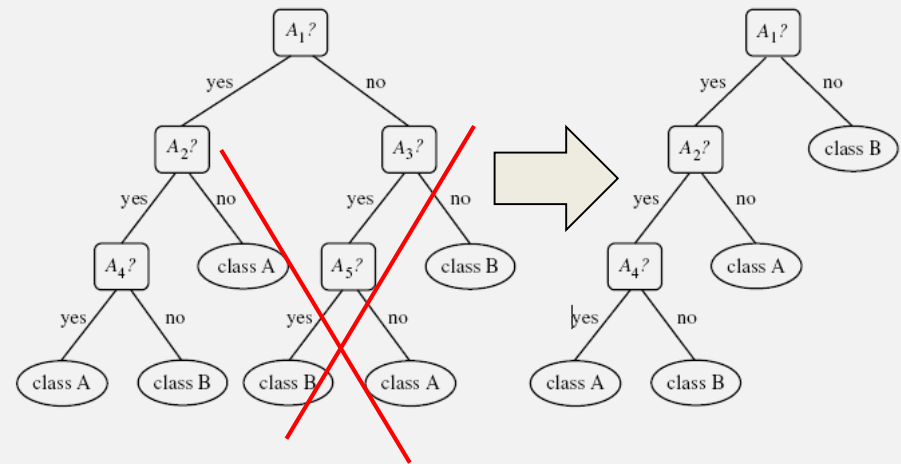 A₁?
A₁?
yes
no
yes
no
A₂?
A₃?
A₂?
class B
yes
no
yes
no
yes
no
A₄?
class A
A₅?
class B
A₄?
class A
yes
no
yes
no
yes
no
class A
class B
class B
class A
class A
class B